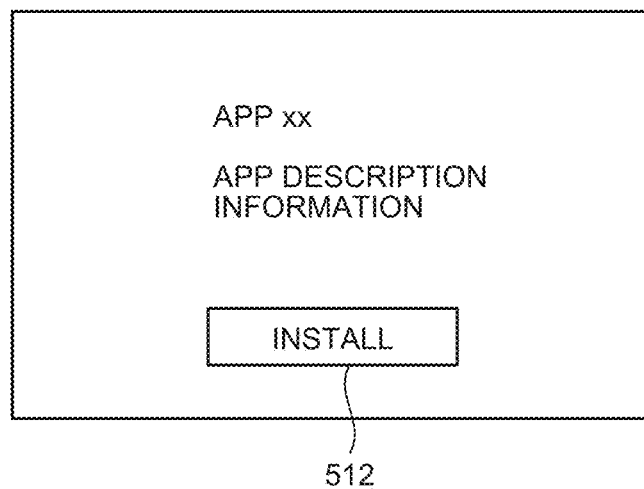 APP xx
APP DESCRIPTION
INFORMATION
INSTALL
512